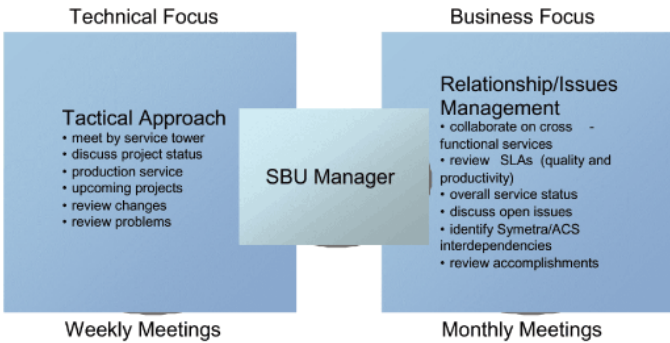 Technical Focus
Business Focus
Tactical Approach
• meet by service tower
• discuss project status
• production service
• upcoming projects
• review changes
• review problems
SBU Manager
Relationship/Issues
Management
• collaborate on cross -
functional services
• review SLAs (quality and
productivity)
• overall service status
• discuss open issues
• identify Symetra/ACS
interdependencies
• review accomplishments
Weekly Meetings
Monthly Meetings